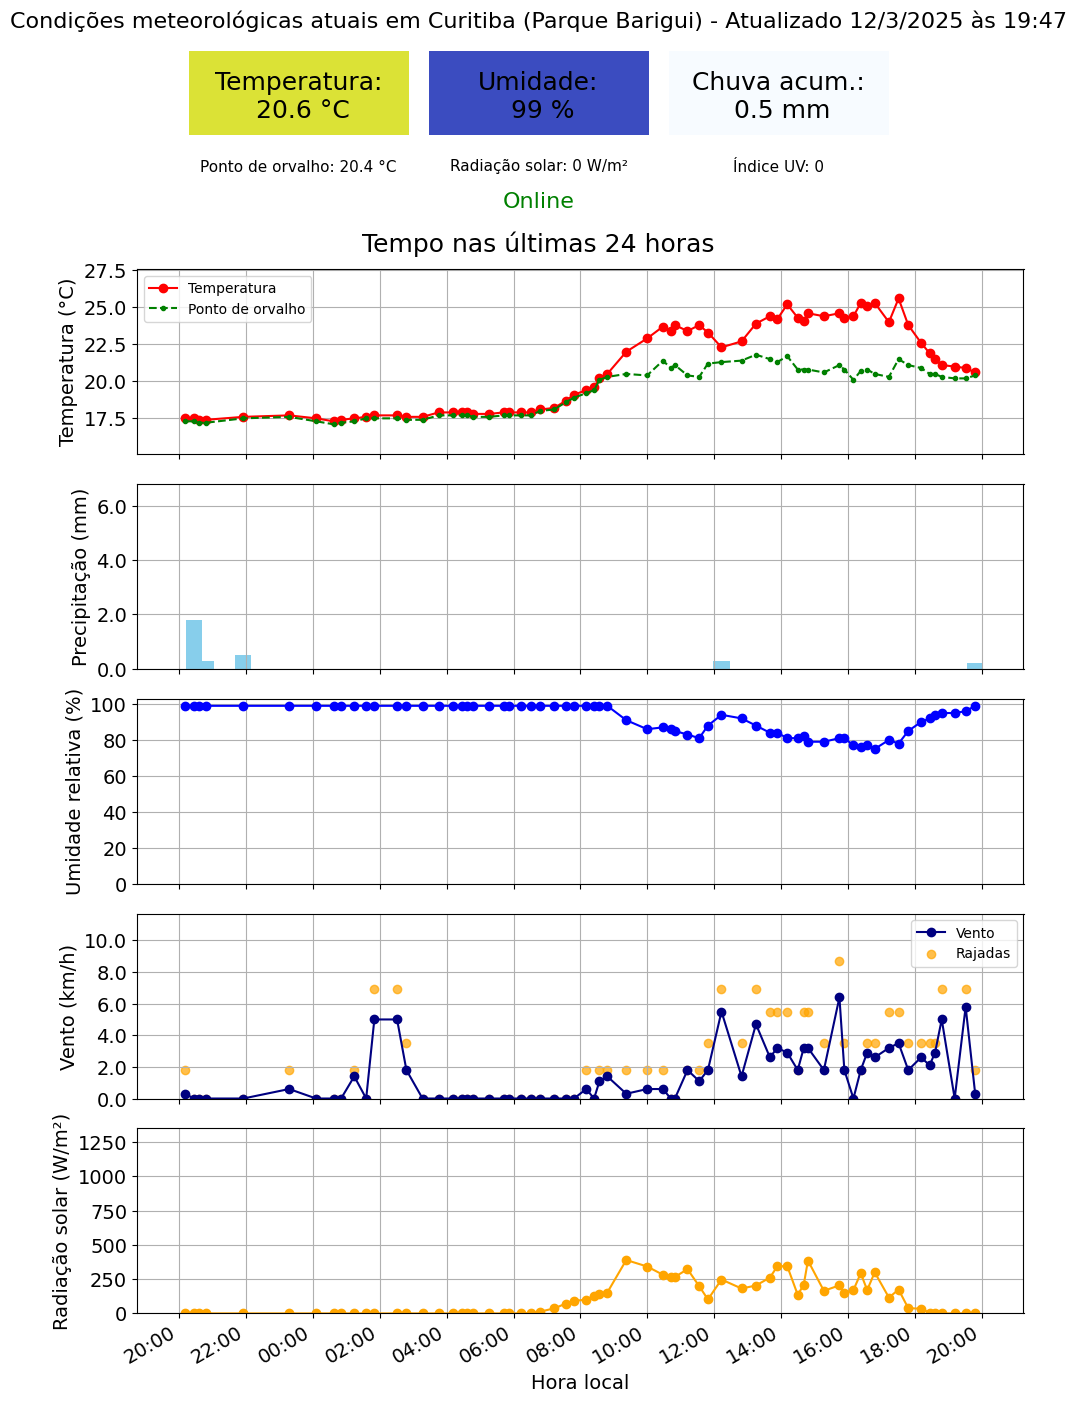 Condições meteorológicas atuais em Curitiba (Parque Barigui) - Atualizado 12/3/2025 às 19:47
Temperatura:
20.6 °C
Umidade:
99 %
Chuva acum.:
0.5 mm
Ponto de orvalho: 20.4 °C
Radiação solar: 0 W/m²
Índice UV: 0
Online
Tempo nas últimas 24 horas
Temperatura (°C)
27.5
25.0
22.5
20.0
17.5
Temperatura
Ponto de orvalho
Precipitação (mm)
6.0
4.0
2.0
0.0
Umidade relativa (%)
100
80
60
40
20
0
Vento (km/h)
10.0
8.0
6.0
4.0
2.0
0.0
Vento
Rajadas
Radiação solar (W/m²)
1250
1000
750
500
250
0
20:00
22:00
00:00
02:00
04:00
06:00
08:00
10:00
12:00
14:00
16:00
18:00
20:00
Hora local